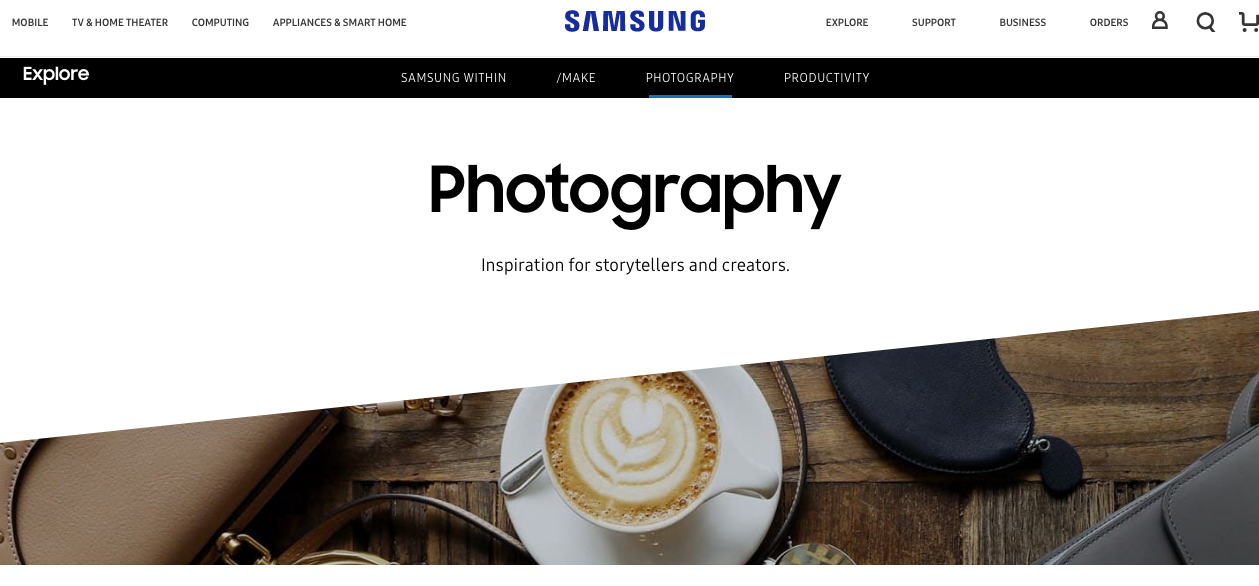 MOBILE TV & HOME THEATER COMPUTING APPLIANCES & SMART HOME SAMSUNG EXPLORE SUPPORT BUSINESS ORDERS
Explore SAMSUNG WITHIN /MAKE PHOTOGRAPHY PRODUCTIVITY
Photography
Inspiration for storytellers and creators.